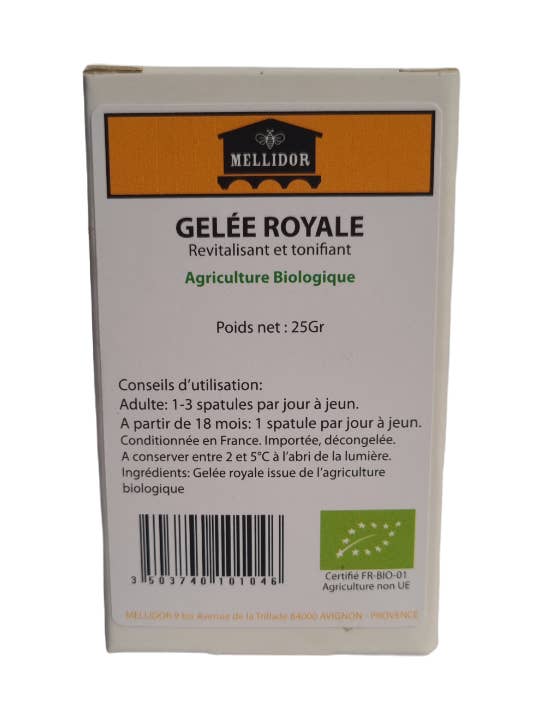 MELLIDOR
GELÉE ROYALE
Revitalisant et tonifiant
Agriculture Biologique
Poids net : 25Gr
Conseils d'utilisation:
Adulte: 1-3 spatules par jour à jeun.
A partir de 18 mois: 1 spatule par jour à jeun.
Conditionnée en France. Importée, décongelée.
A conserver entre 2 et 5°C à l'abri de la lumière.
Ingrédients: Gelée royale issue de l'agriculture
biologique
3 503740 101046
Certifié FR-BIO-01
Agriculture non UE
MELLIDOR 9 bis Avenue de la Trillade 84000 AVIGNON - PROVENCE